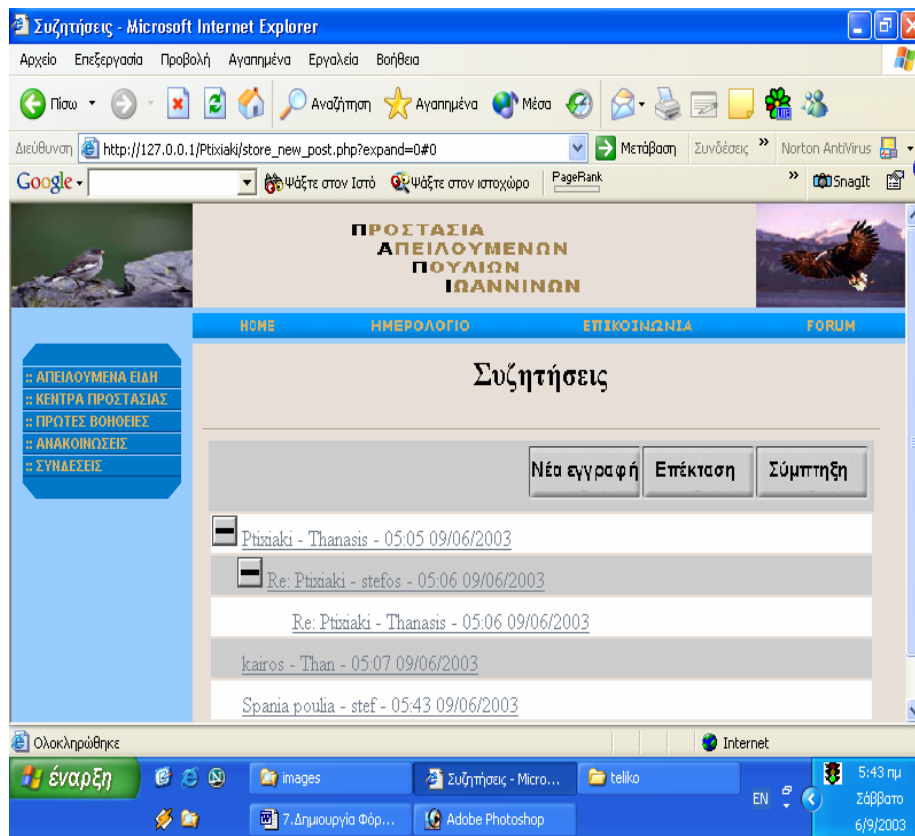 Συζητήσεις - Microsoft Internet Explorer
Αρχείο Επεξεργασία Προβολή Αγαπημένα Εργαλεία Βοήθεια
Πίσω Αναζήτηση Αγαπημένα Μέσα
Διεύθυνση http://127.0.0.1/Ptixiaki/store_new_post.php?expand=0#0 Μετάβαση Συνδέσεις » Norton AntiVirus
Google Ψάξτε στον Ιστό Ψάξτε στον ιστοχώρο PageRank » SnagIt
ΠΡΟΣΤΑΣΙΑ
ΑΠΕΙΛΟΥΜΕΝΩΝ
ΠΟΥΛΙΩΝ
ΙΩΑΝΝΙΝΩΝ
HOME ΗΜΕΡΟΛΟΓΙΟ ΕΠΙΚΟΙΝΩΝΙΑ FORUM
:: ΑΠΕΙΛΟΥΜΕΝΑ ΕΙΔΗ
:: ΚΕΝΤΡΑ ΠΡΟΣΤΑΣΙΑΣ
:: ΠΡΩΤΕΣ ΒΟΗΘΕΙΕΣ
:: ΑΝΑΚΟΙΝΩΣΕΙΣ
:: ΣΥΝΔΕΣΕΙΣ
Συζητήσεις
Νέα εγγραφή Επέκταση Σύμπτηξη
Ptixiaki - Thanasis - 05:05 09/06/2003
Re: Ptixiaki - stefos - 05:06 09/06/2003
Re: Ptixiaki - Thanasis - 05:06 09/06/2003
kairos - Than - 05:07 09/06/2003
Spania poulia - stef - 05:43 09/06/2003
Ολοκληρώθηκε Internet
έναρξη images Συζητήσεις - Micro... teliko EN 5:43 πμ
Σάββατο
7.Δημιουργία Φόρ... Adobe Photoshop 6/9/2003